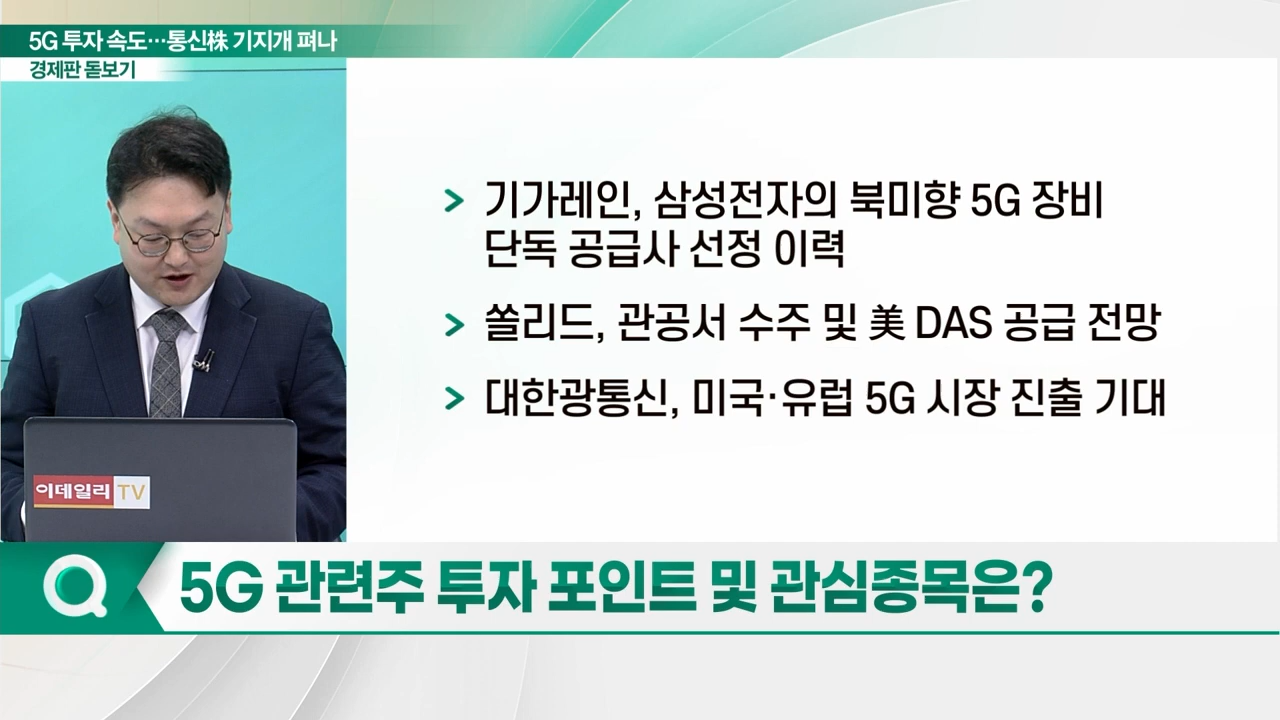 5G 투자 속도…통신株 기지개 펴나
경제판 돋보기
> 기가레인, 삼성전자의 북미향 5G 장비
단독 공급사 선정 이력
> 쏠리드, 관공서 수주 및 美 DAS 공급 전망
> 대한광통신, 미국·유럽 5G 시장 진출 기대
이데일리 TV
Q 5G 관련주 투자 포인트 및 관심종목은?